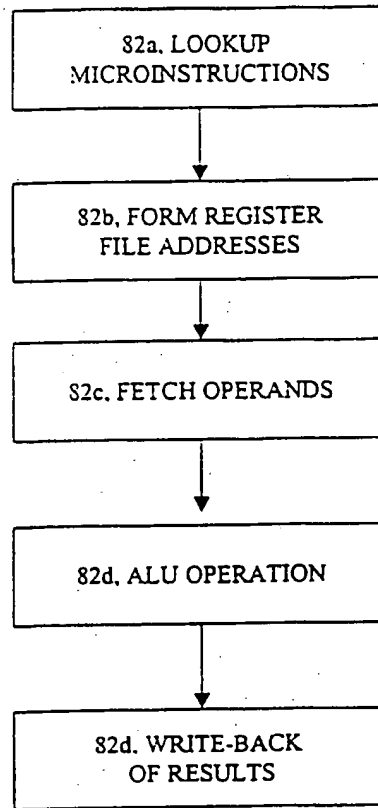 82a. LOOKUP
MICROINSTRUCTIONS
82b, FORM REGISTER
FILE ADDRESSES
82c, FETCH OPERANDS
82d, ALU OPERATION
82d. WRITE-BACK
OF RESULTS